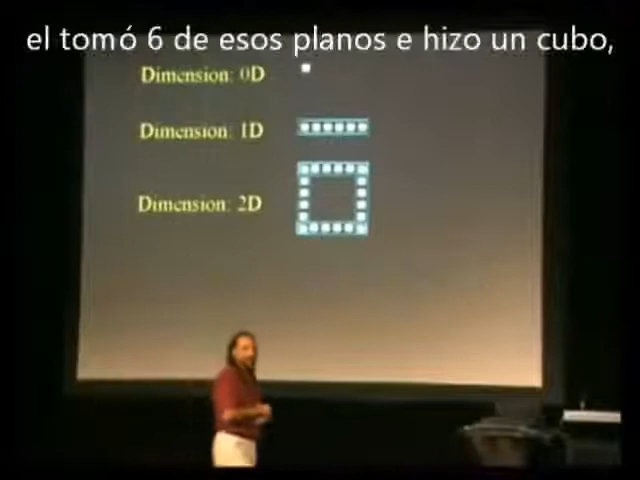 el tomó 6 de esos planos e hizo un cubo,
Dimension: 0D
Dimension: 1D
Dimension: 2D